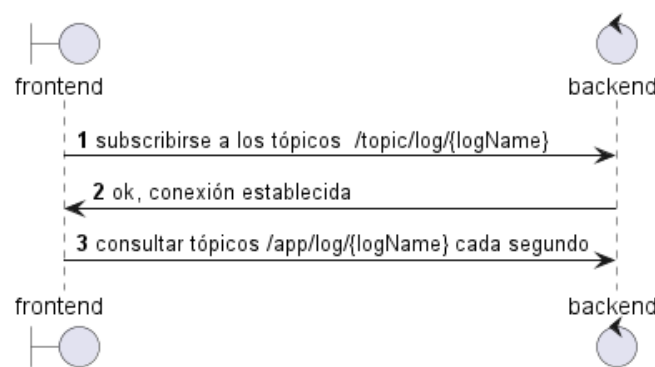 frontend
backend
1 subscribirse a los tópicos  /topic/log/{logName}
2 ok, conexión establecida
3 consultar tópicos /app/log/{logName} cada segundo
frontend
backend